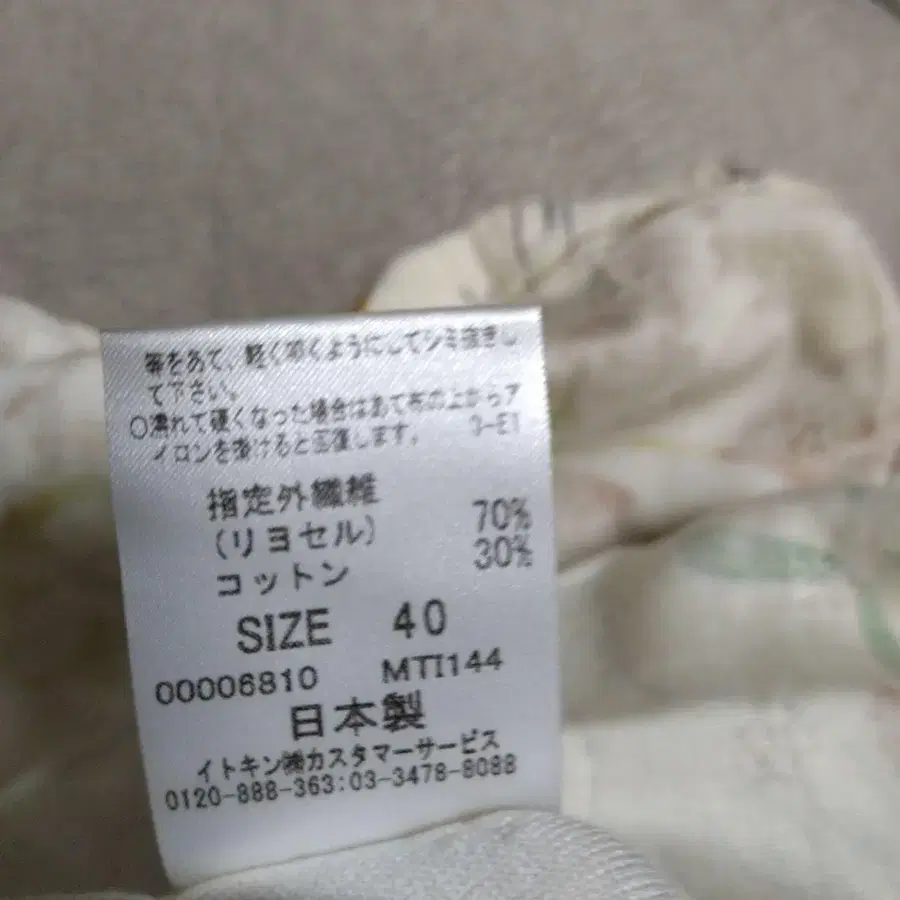 等をあて、軽く叩くようにしてシミ抜きし
て下さい。
○濡れて硬くなった場合はあて布の上からア
イロンを掛けると回復します。 3-E1
指定外繊維
(リヨセル) 70%
コットン 30%
SIZE 40
00006810 MTI144
日本製
イトキン㈱カスタマーサービス
0120-888-363:03-3478-8088